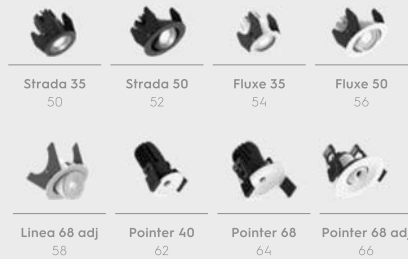 Strada 35 Strada 50 Fluxe 35 Fluxe 50
50 52 54 56
Linea 68 adj Pointer 40 Pointer 68 Pointer 68 adj
58 62 64 66